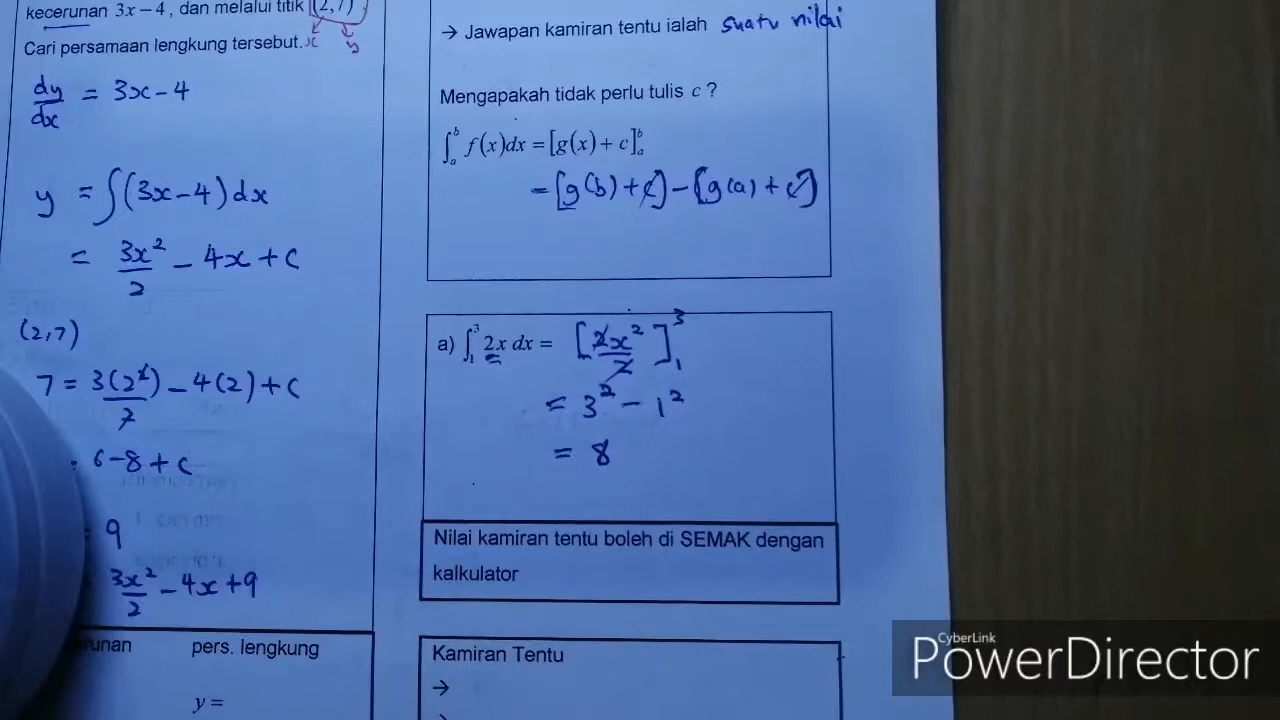 kecerunan 3x – 4 , dan melalui titik (2,7)
Cari persamaan lengkung tersebut. x y
dy/dx = 3x – 4
y = ∫(3x – 4) dx
= 3x²/2 – 4x + c
(2,7)
7 = 3(2²)/2 – 4(2) + c
6 – 8 + c
= 9
3x²/2 – 4x + 9
pers. lengkung
y =
→ Jawapan kamiran tentu ialah suatu nilai
Mengapakah tidak perlu tulis c ?
∫ₐᵇ f(x)dx = [g(x) + c]ₐᵇ
= [g(b) + c] – [g(a) + c]
a) ∫₁³ 2x dx = [2x²/2]₁³
= 3² – 1²
= 8
Nilai kamiran tentu boleh di SEMAK dengan
kalkulator
Kamiran Tentu
→
CyberLink
PowerDirector